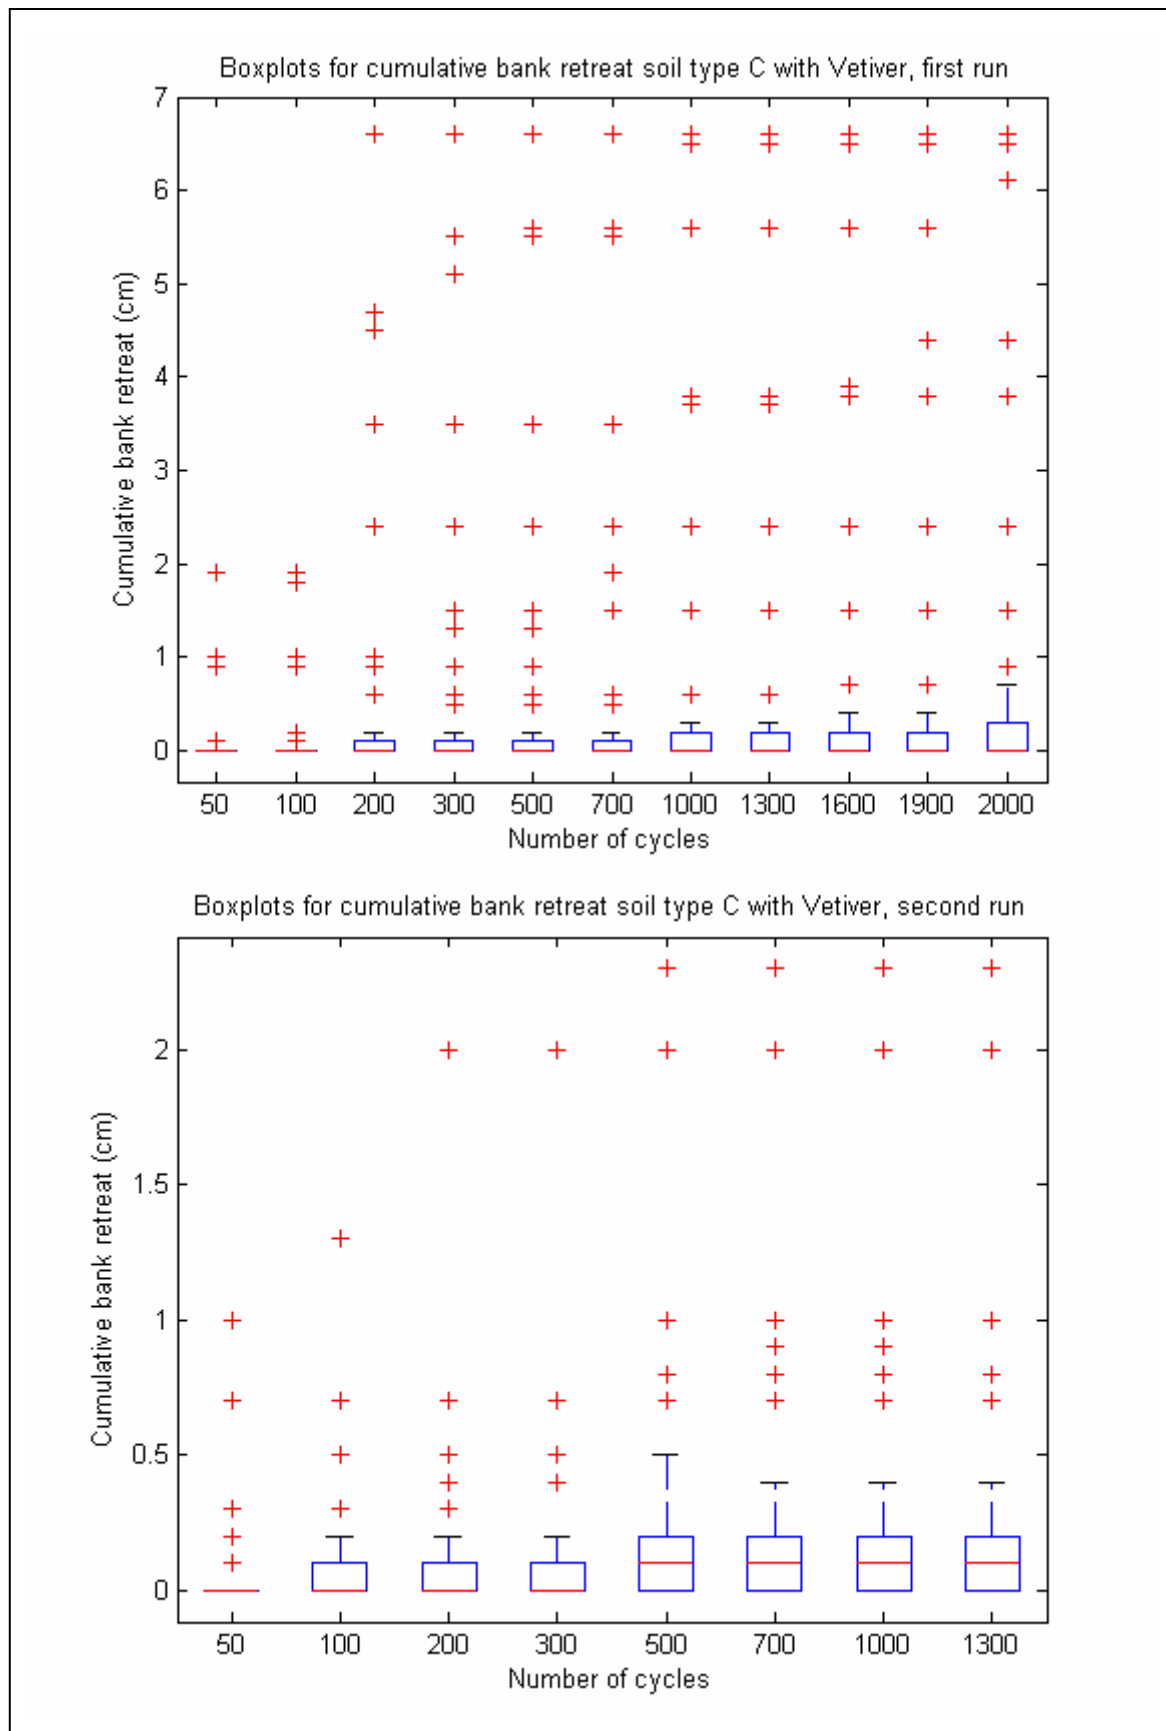 Boxplots for cumulative bank retreat soil type C with Vetiver, first run
7
6
5
4
3
2
1
0
Cumulative bank retreat (cm)
50 100 200 300 500 700 1000 1300 1600 1900 2000
Number of cycles
Boxplots for cumulative bank retreat soil type C with Vetiver, second run
2
1.5
1
0.5
0
Cumulative bank retreat (cm)
50 100 200 300 500 700 1000 1300
Number of cycles